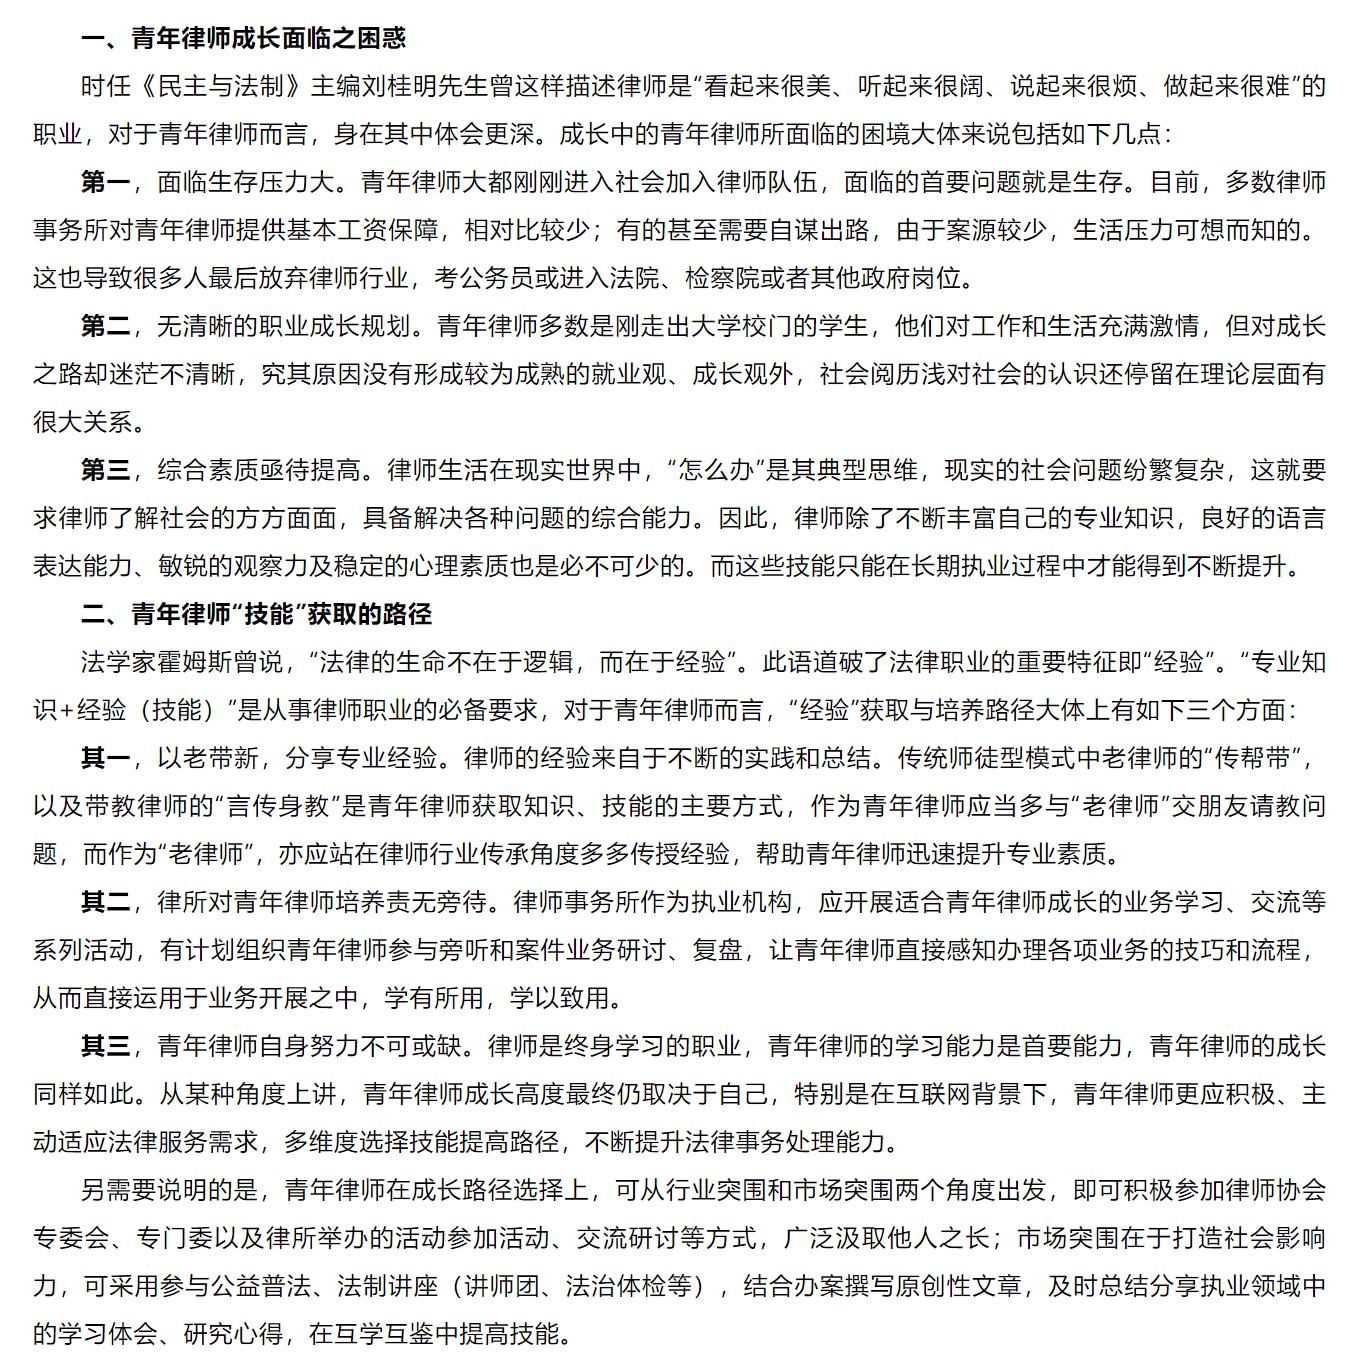 一、青年律师成长面临之困惑
时任《民主与法制》主编刘桂明先生曾这样描述律师是“看起来很美、听起来很阔、说起来很烦、做起来很难”的
职业，对于青年律师而言，身在其中体会更深。成长中的青年律师所面临的困境大体来说包括如下几点：
第一，面临生存压力大。青年律师大都刚刚进入社会加入律师队伍，面临的首要问题就是生存。目前，多数律师
事务所对青年律师提供基本工资保障，相对比较少；有的甚至需要自谋出路，由于案源较少，生活压力可想而知的。
这也导致很多人最后放弃律师行业，考公务员或进入法院、检察院或者其他政府岗位。
第二，无清晰的职业成长规划。青年律师多数是刚走出大学校门的学生，他们对工作和生活充满激情，但对成长
之路却迷茫不清晰，究其原因没有形成较为成熟的就业观、成长观外，社会阅历浅对社会的认识还停留在理论层面有
很大关系。
第三，综合素质亟待提高。律师生活在现实世界中，“怎么办”是其典型思维，现实的社会问题纷繁复杂，这就要
求律师了解社会的方方面面，具备解决各种问题的综合能力。因此，律师除了不断丰富自己的专业知识，良好的语言
表达能力、敏锐的观察力及稳定的心理素质也是必不可少的。而这些技能只能在长期执业过程中才能得到不断提升。
二、青年律师“技能”获取的路径
法学家霍姆斯曾说，“法律的生命不在于逻辑，而在于经验”。此语道破了法律职业的重要特征即“经验”。“专业知
识+经验（技能）”是从事律师职业的必备要求，对于青年律师而言，“经验”获取与培养路径大体上有如下三个方面：
其一，以老带新，分享专业经验。律师的经验来自于不断的实践和总结。传统师徒型模式中老律师的“传帮带”，
以及带教律师的“言传身教”是青年律师获取知识、技能的主要方式，作为青年律师应当多与“老律师”交朋友请教问
题，而作为“老律师”，亦应站在律师行业传承角度多多传授经验，帮助青年律师迅速提升专业素质。
其二，律所对青年律师培养责无旁待。律师事务所作为执业机构，应开展适合青年律师成长的业务学习、交流等
系列活动，有计划组织青年律师参与旁听和案件业务研讨、复盘，让青年律师直接感知办理各项业务的技巧和流程，
从而直接运用于业务开展之中，学有所用，学以致用。
其三，青年律师自身努力不可或缺。律师是终身学习的职业，青年律师的学习能力是首要能力，青年律师的成长
同样如此。从某种角度上讲，青年律师成长高度最终仍取决于自己，特别是在互联网背景下，青年律师更应积极、主
动适应法律服务需求，多维度选择技能提高路径，不断提升法律事务处理能力。
另需要说明的是，青年律师在成长路径选择上，可从行业突围和市场突围两个角度出发，即可积极参加律师协会
专委会、专门委以及律所举办的活动参加活动、交流研讨等方式，广泛汲取他人之长；市场突围在于打造社会影响
力，可采用参与公益普法、法制讲座（讲师团、法治体检等），结合办案撰写原创性文章，及时总结分享执业领域中
的学习体会、研究心得，在互学互鉴中提高技能。